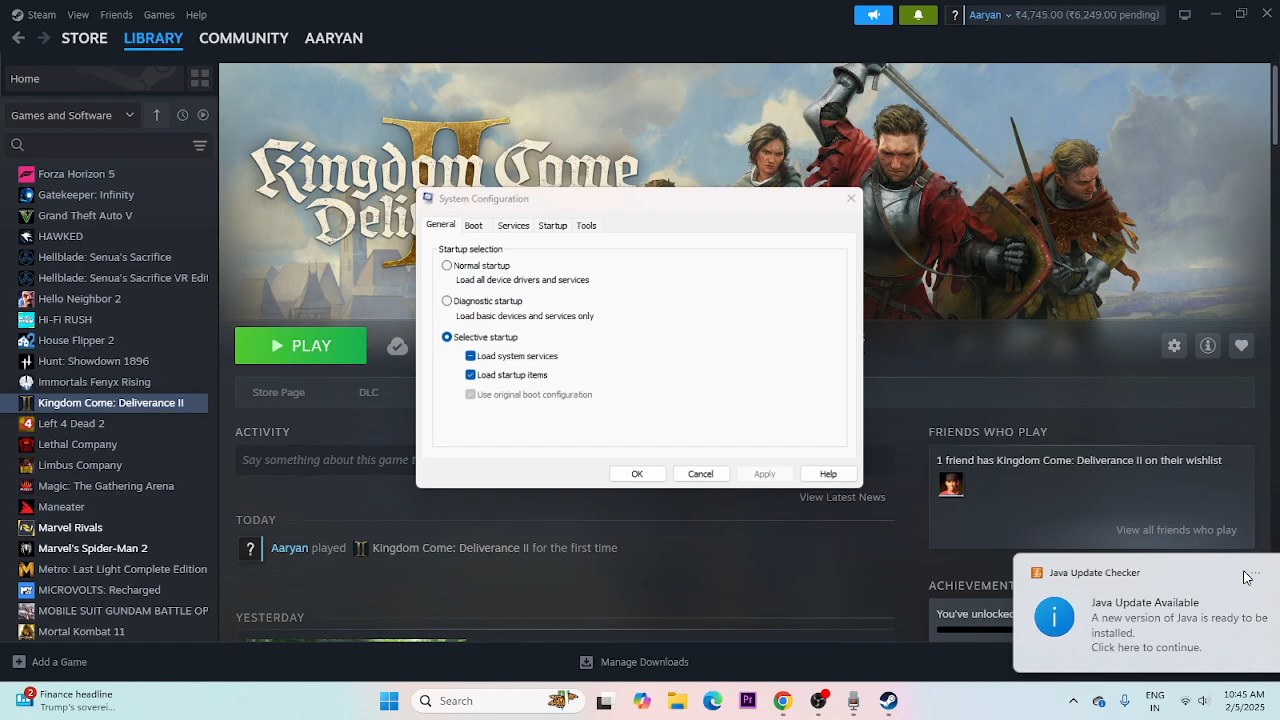 Steam View Friends Games Help
? Aaryan ₹4,745.00 (₹6,249.00 pending)
STORE LIBRARY COMMUNITY AARYAN
Home
Games and Software
Forza Horizon 5
Gatekeeper: Infinity
Grand Theft Auto V
HAWKED
Hellblade: Senua's Sacrifice
Hellblade: Senua's Sacrifice VR Edit
Hello Neighbor 2
HI-FI RUSH
House Flipper 2
Hunt: Showdown 1896
Immortals Fenyx Rising
Kingdom Come: Deliverance II
Left 4 Dead 2
Lethal Company
Limbus Company
Magic: The Gathering Arena
Maneater
Marvel Rivals
Marvel's Spider-Man 2
Metro: Last Light Complete Edition
MICROVOLTS: Recharged
MOBILE SUIT GUNDAM BATTLE OP
Mortal Kombat 11
Add a Game
Kingdom Come
II
Deli
System Configuration
General Boot Services Startup Tools
Startup selection
Normal startup
Load all device drivers and services
Diagnostic startup
Load basic devices and services only
Selective startup
Load system services
Load startup items
Use original boot configuration
OK Cancel Apply Help
PLAY
Store Page DLC
ACTIVITY
Say something about this game t
View Latest News
TODAY
? Aaryan played Kingdom Come: Deliverance II for the first time
YESTERDAY
FRIENDS WHO PLAY
1 friend has Kingdom Come: Deliverance II on their wishlist
View all friends who play
ACHIEVEMENT
You've unlocked
Java Update Checker
Java Update Available
A new version of Java is ready to be
installed.
Click here to continue.
Manage Downloads
2
Finance headline
Trump's soverei...
Search
Pr
ENG
IN
10:45 AM
2/5/2025